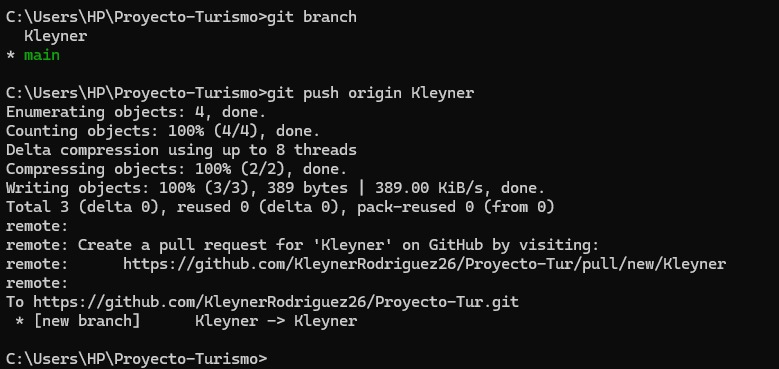 C:\Users\HP\Proyecto-Turismo>git branch
  Kleyner
* main

C:\Users\HP\Proyecto-Turismo>git push origin Kleyner
Enumerating objects: 4, done.
Counting objects: 100% (4/4), done.
Delta compression using up to 8 threads
Compressing objects: 100% (2/2), done.
Writing objects: 100% (3/3), 389 bytes | 389.00 KiB/s, done.
Total 3 (delta 0), reused 0 (delta 0), pack-reused 0 (from 0)
remote:
remote: Create a pull request for 'Kleyner' on GitHub by visiting:
remote:      https://github.com/KleynerRodriguez26/Proyecto-Tur/pull/new/Kleyner
remote:
To https://github.com/KleynerRodriguez26/Proyecto-Tur.git
 * [new branch]      Kleyner -> Kleyner

C:\Users\HP\Proyecto-Turismo>